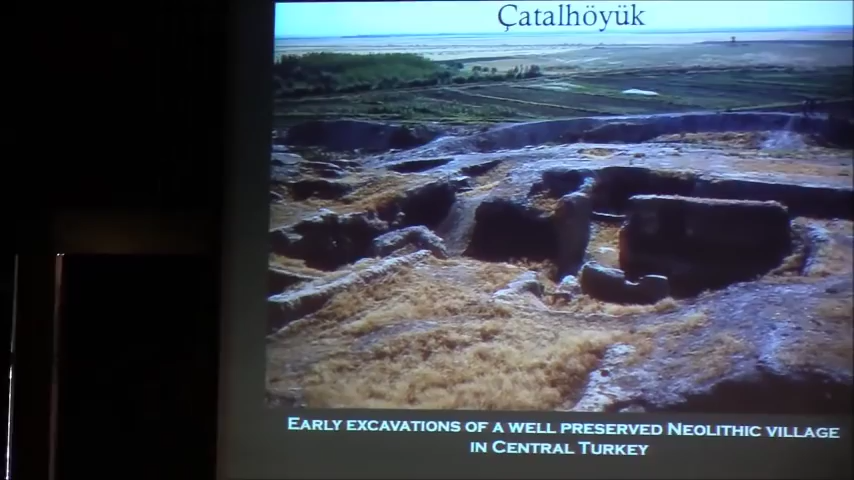 Çatalhöyük
Early excavations of a well preserved Neolithic village
in Central Turkey